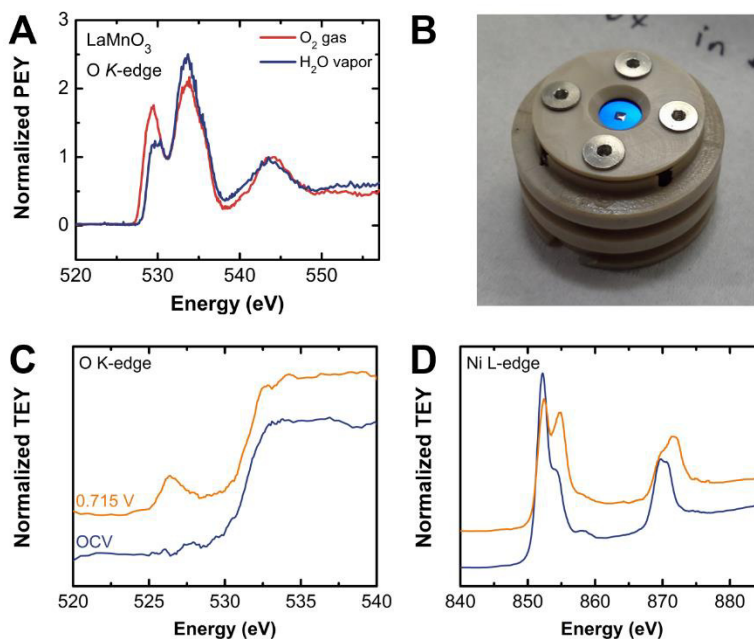 A
LaMnO3
O K-edge
O2 gas
H2O vapor
Normalized PEY
3
2
1
0
520 530 540 550
Energy (eV)
B
in
C
O K-edge
Normalized TEY
0.715 V
OCV
520 525 530 535 540
Energy (eV)
D
Ni L-edge
Normalized TEY
840 850 860 870 880
Energy (eV)